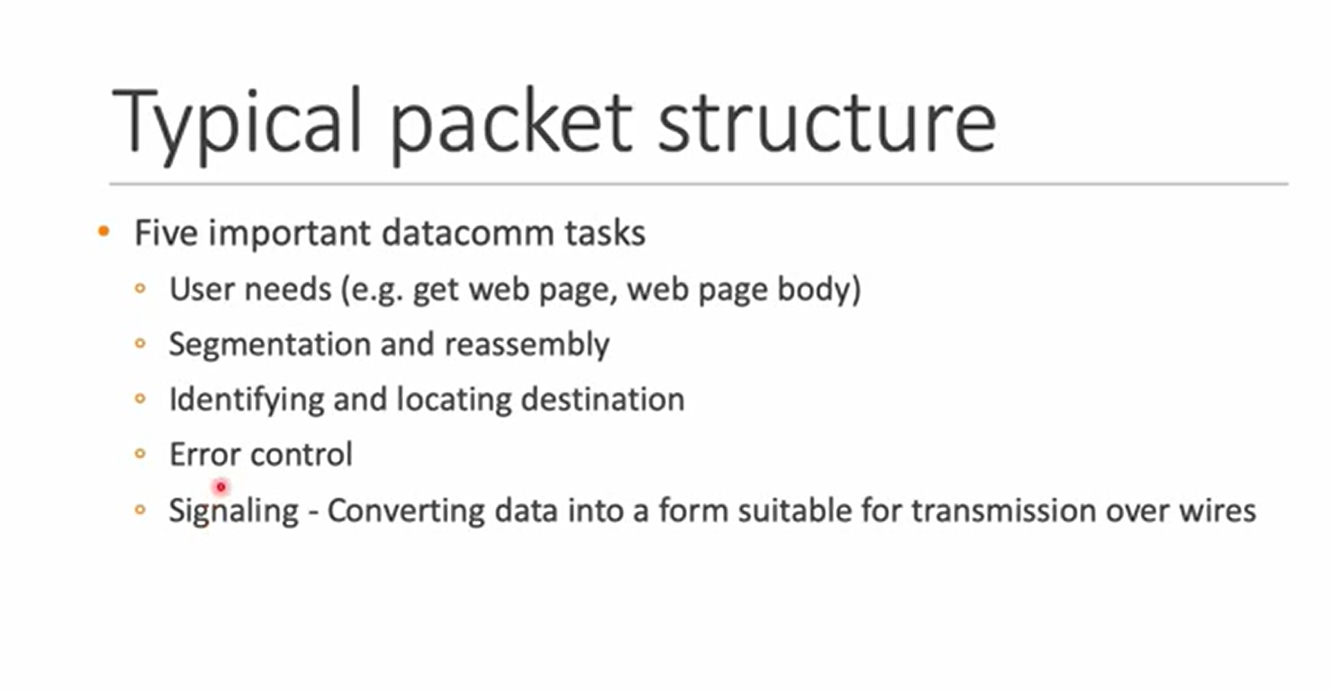 Typical packet structure
Five important datacomm tasks
User needs (e.g. get web page, web page body)
Segmentation and reassembly
Identifying and locating destination
Error control
Signaling - Converting data into a form suitable for transmission over wires